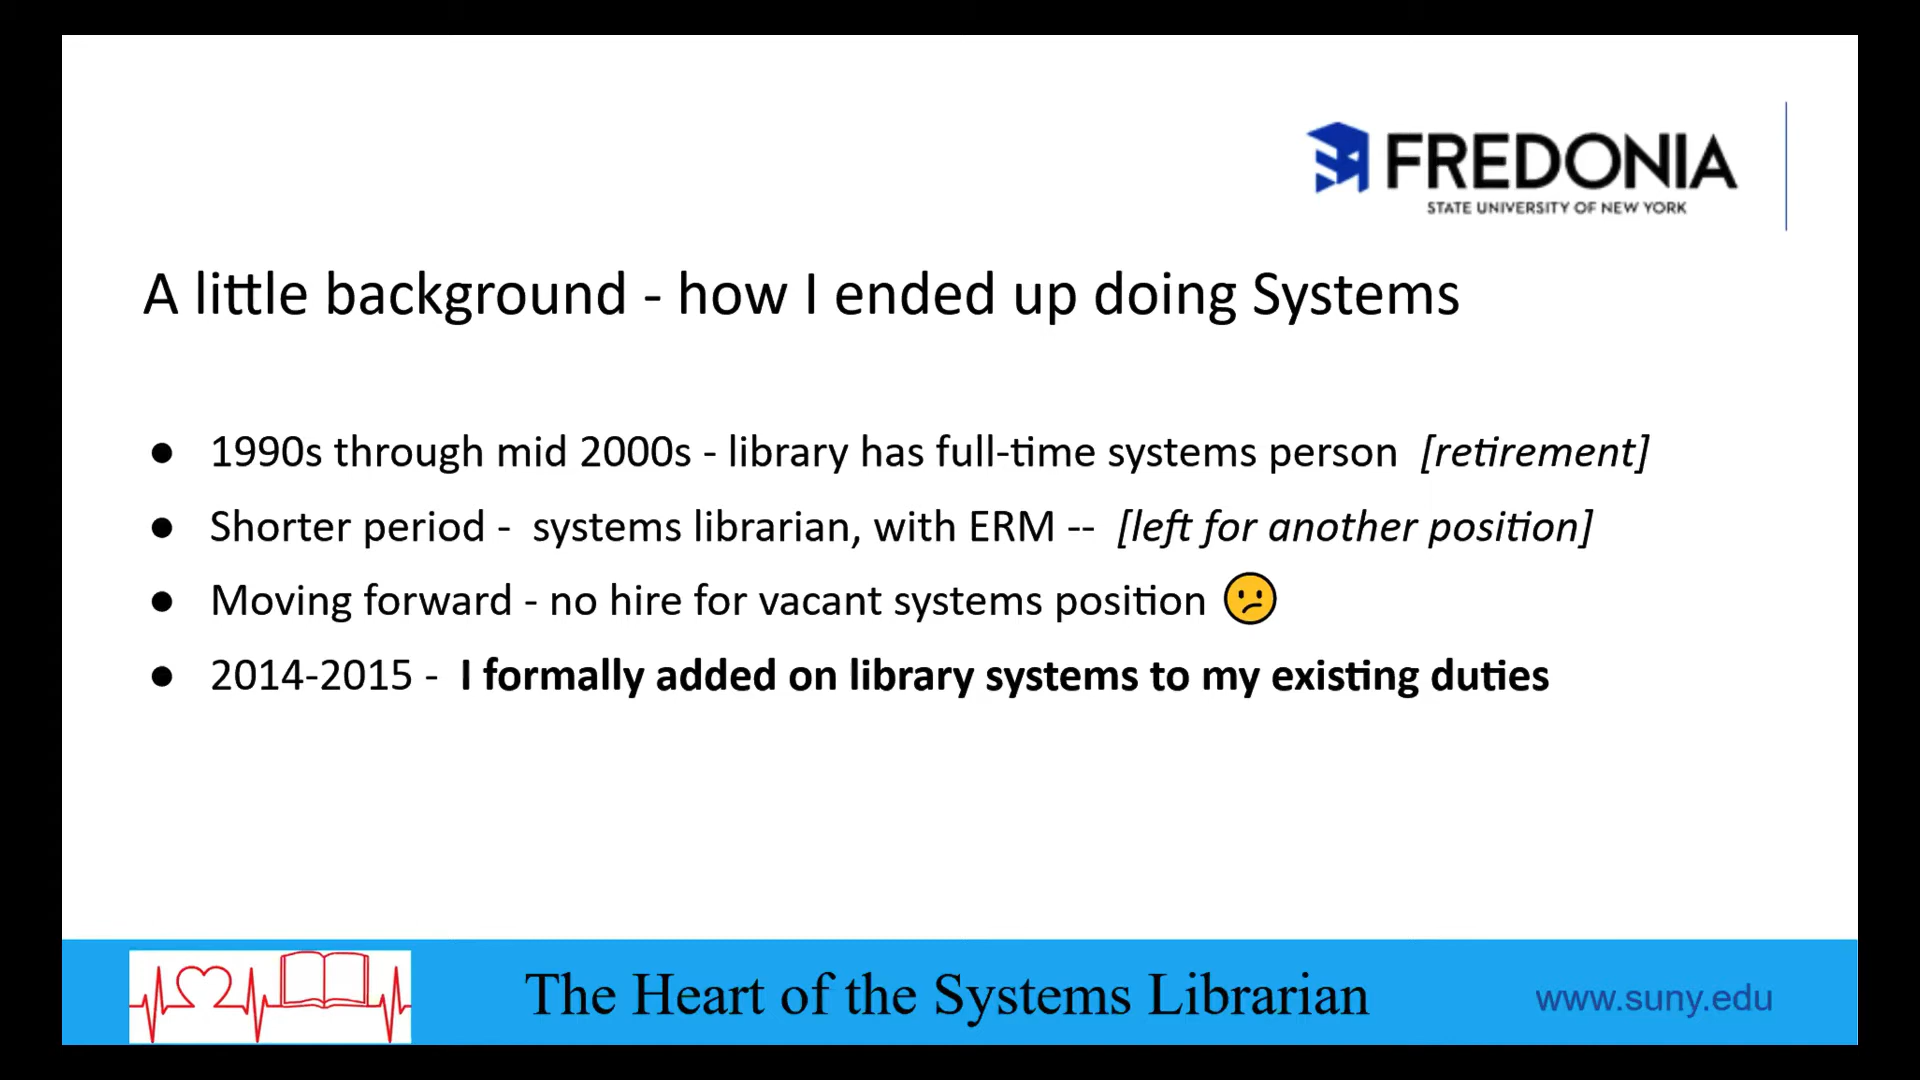 FREDONIA
STATE UNIVERSITY OF NEW YORK
A little background - how I ended up doing Systems
● 1990s through mid 2000s - library has full-time systems person [retirement]
● Shorter period - systems librarian, with ERM -- [left for another position]
● Moving forward - no hire for vacant systems position 😕
● 2014-2015 - I formally added on library systems to my existing duties
The Heart of the Systems Librarian
www.suny.edu